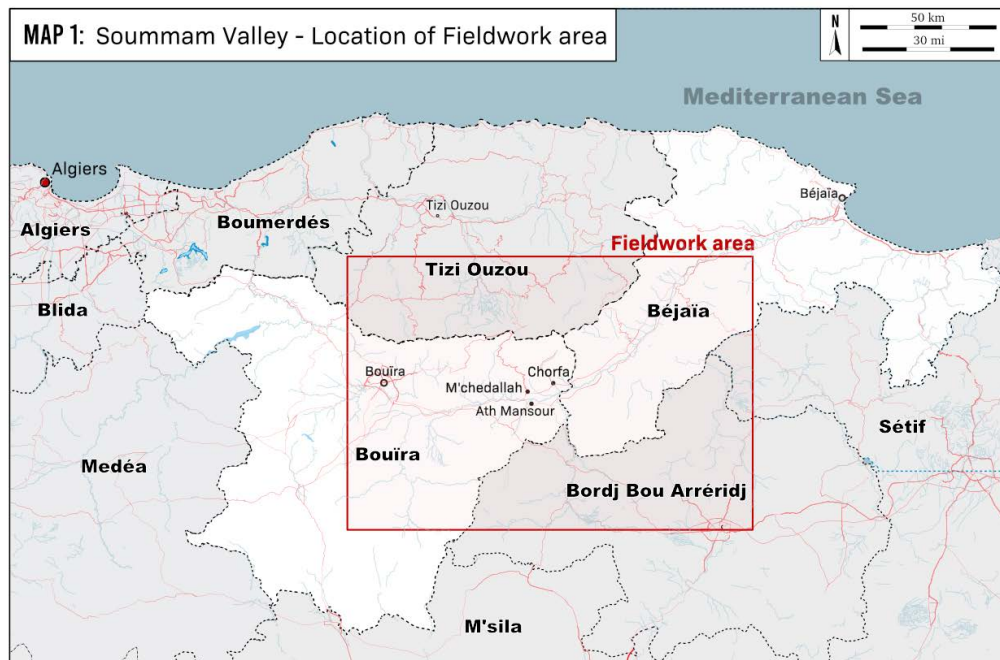 MAP 1: Soummam Valley - Location of Fieldwork area
N
50 km
30 mi
Mediterranean Sea
Algiers
Béjaïa
Tizi Ouzou
Algiers
Boumerdés
Fieldwork area
Tizi Ouzou
Blida
Béjaïa
Bouïra
Chorfa
M'chedallah
Ath Mansour
Sétif
Bouïra
Medéa
Bordj Bou Arréridj
M'sila